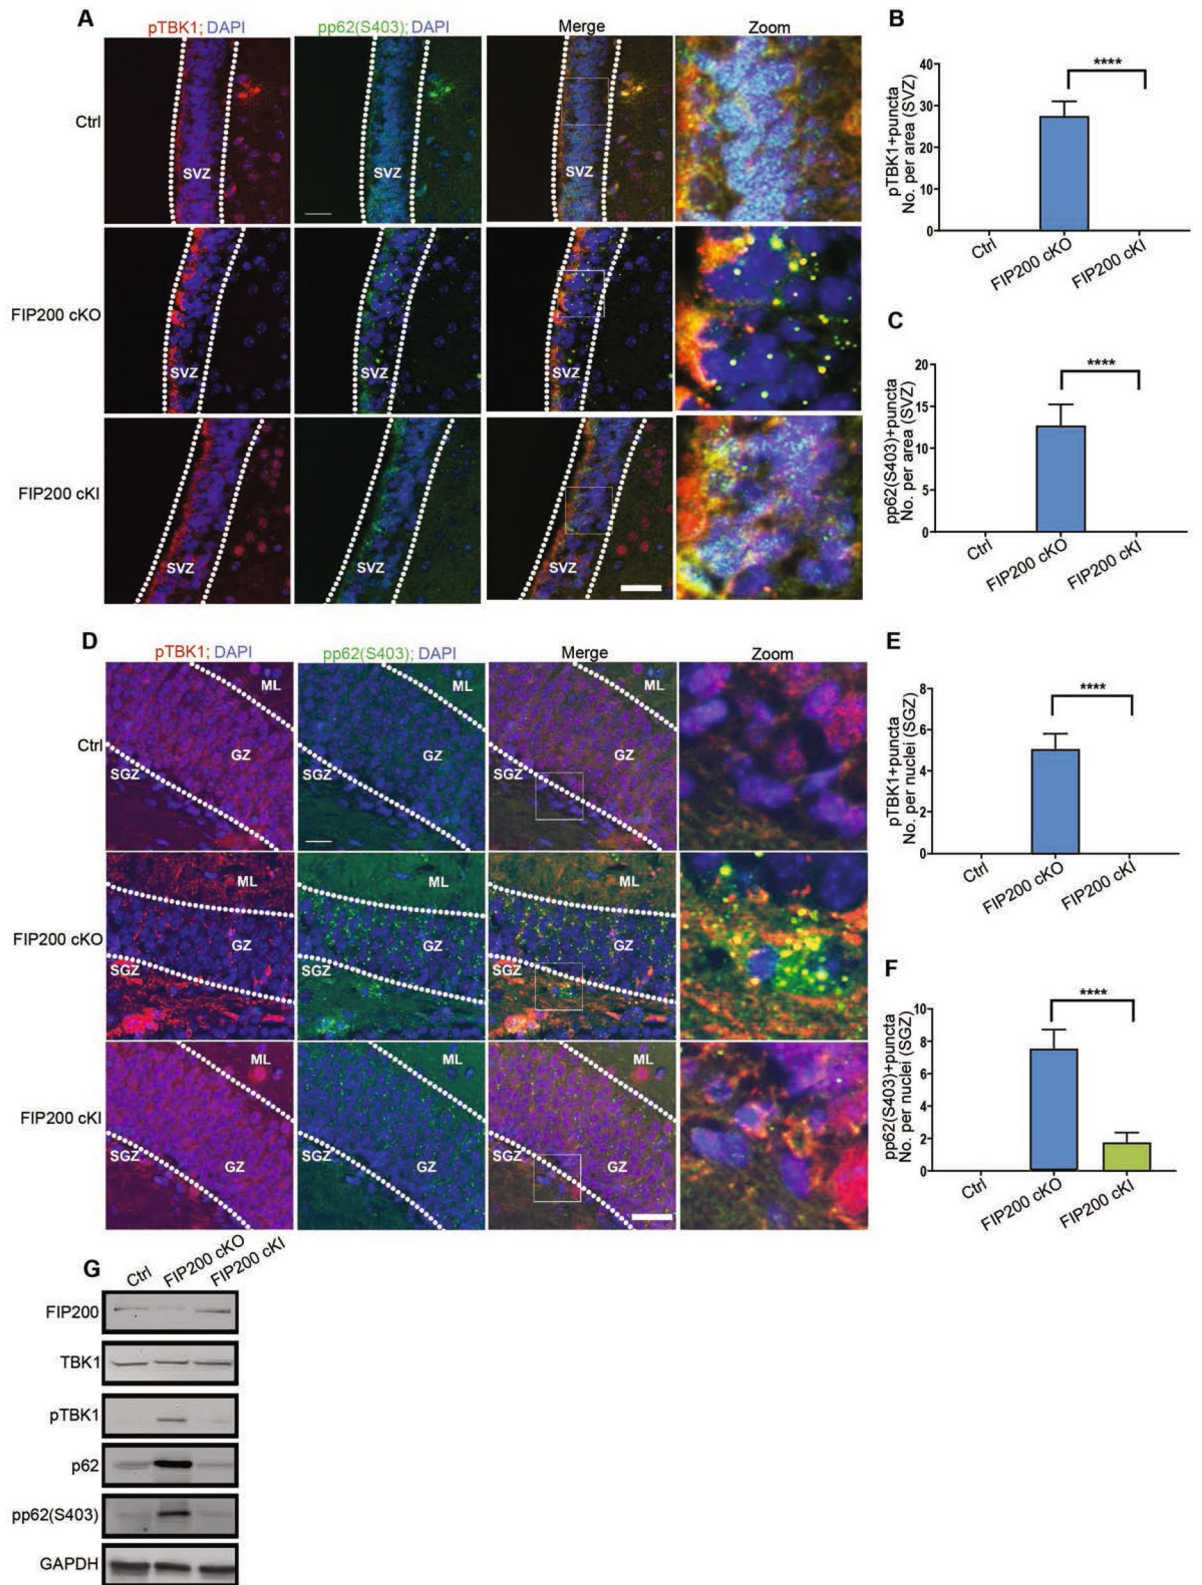 A
pTBK1; DAPI
pp62(S403); DAPI
Merge
Zoom
Ctrl
SVZ
SVZ
FIP200 cKO
SVZ
SVZ
SVZ
FIP200 cKI
SVZ
SVZ
SVZ
B
pTBK1+puncta
No. per area (SVZ)
40
30
20
10
0
****
Ctrl
FIP200 cKO
FIP200 cKI
C
pp62(S403)+puncta
No. per area (SVZ)
20
15
10
5
0
****
Ctrl
FIP200 cKO
FIP200 cKI
D
pTBK1; DAPI
pp62(S403); DAPI
Merge
Zoom
Ctrl
ML
GZ
SGZ
ML
GZ
SGZ
ML
GZ
SGZ
FIP200 cKO
ML
GZ
SGZ
ML
GZ
SGZ
ML
GZ
SGZ
FIP200 cKI
ML
SGZ
GZ
ML
SGZ
GZ
ML
SGZ
GZ
E
pTBK1+puncta
No. per nuclei (SGZ)
8
6
4
2
0
****
Ctrl
FIP200 cKO
FIP200 cKI
F
pp62(S403)+puncta
No. per nuclei (SGZ)
10
8
6
4
2
0
****
Ctrl
FIP200 cKO
FIP200 cKI
G
Ctrl
FIP200 cKO
FIP200 cKI
FIP200
TBK1
pTBK1
p62
pp62(S403)
GAPDH